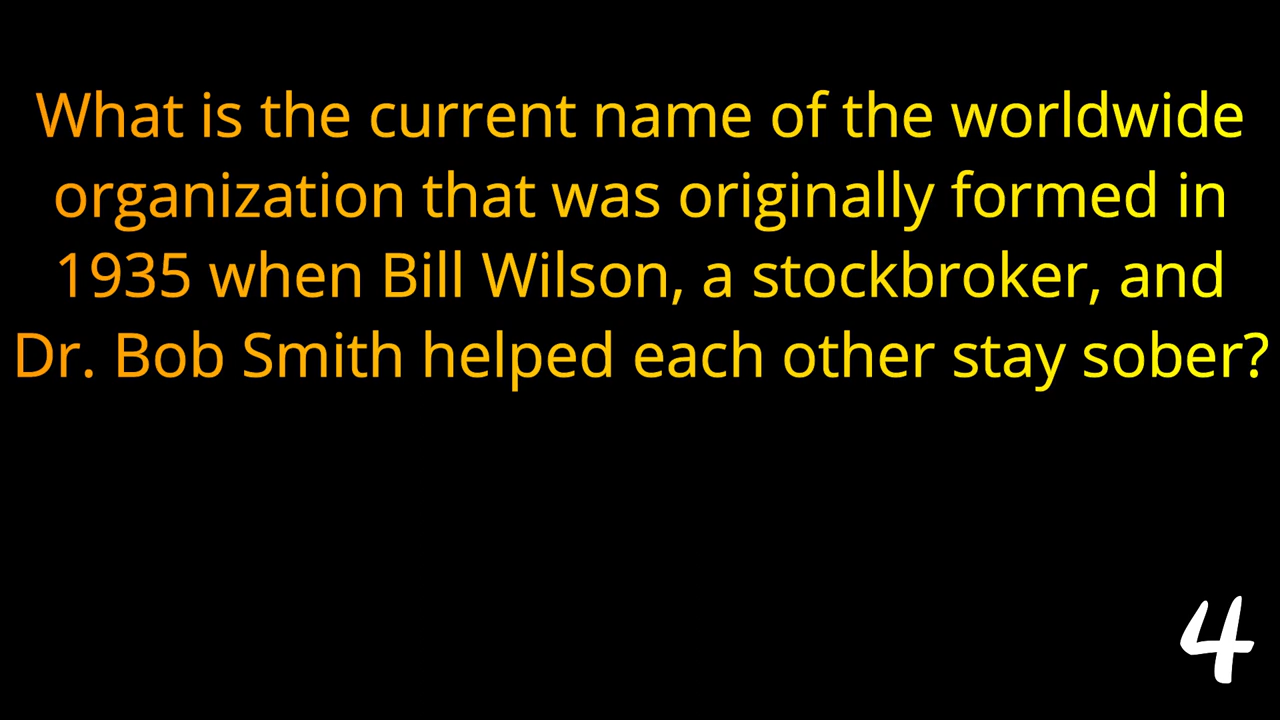 What is the current name of the worldwide
organization that was originally formed in
1935 when Bill Wilson, a stockbroker, and
Dr. Bob Smith helped each other stay sober?
4